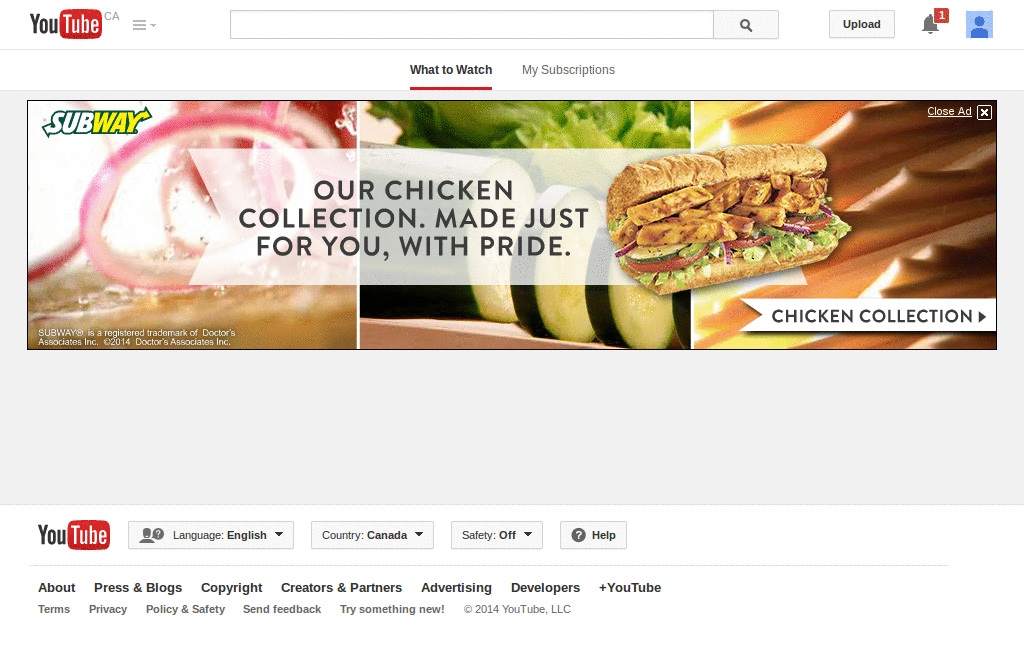 YouTube CA
Upload
1
What to Watch My Subscriptions
SUBWAY
Close Ad
OUR CHICKEN
COLLECTION. MADE JUST
FOR YOU, WITH PRIDE.
CHICKEN COLLECTION
SUBWAY® is a registered trademark of Doctor's
Associates Inc. ©2014 Doctor's Associates Inc.
YouTube Language: English Country: Canada Safety: Off ? Help
About Press & Blogs Copyright Creators & Partners Advertising Developers +YouTube
Terms Privacy Policy & Safety Send feedback Try something new! © 2014 YouTube, LLC